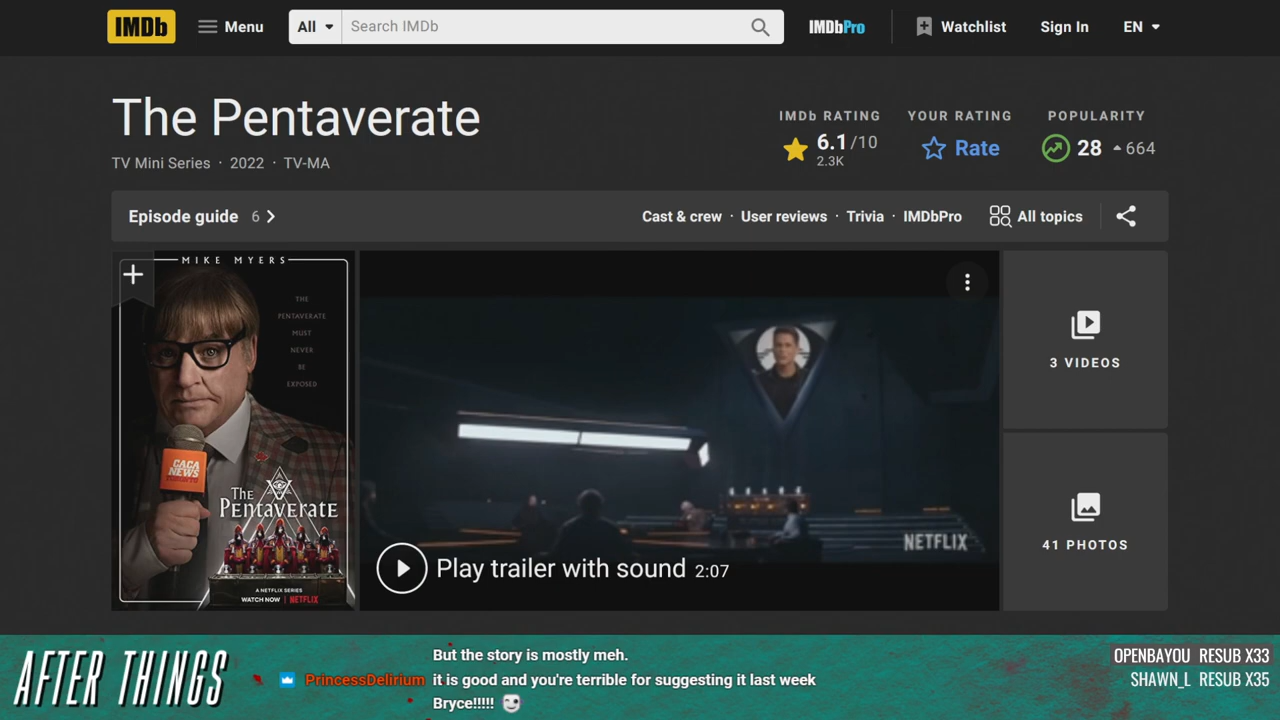 IMDb
Menu
All
Search IMDb
IMDbPro
Watchlist
Sign In
EN
The Pentaverate
TV Mini Series · 2022 · TV-MA
IMDb RATING
6.1/10
2.3K
YOUR RATING
Rate
POPULARITY
28
664
Episode guide 6
Cast & crew · User reviews · Trivia · IMDbPro
All topics
MIKE MYERS
THE
PENTAVERATE
MUST
NEVER
BE
EXPOSED
CACA
NEWS
TORONTO
The
Pentaverate
A NETFLIX SERIES
WATCH NOW | NETFLIX
NETFLIX
Play trailer with sound 2:07
3 VIDEOS
41 PHOTOS
AFTER THINGS
But the story is mostly meh.
PrincessDelirium it is good and you're terrible for suggesting it last week
Bryce!!!!!
OPENBAYOU RESUB X33
SHAWN_L RESUB X35